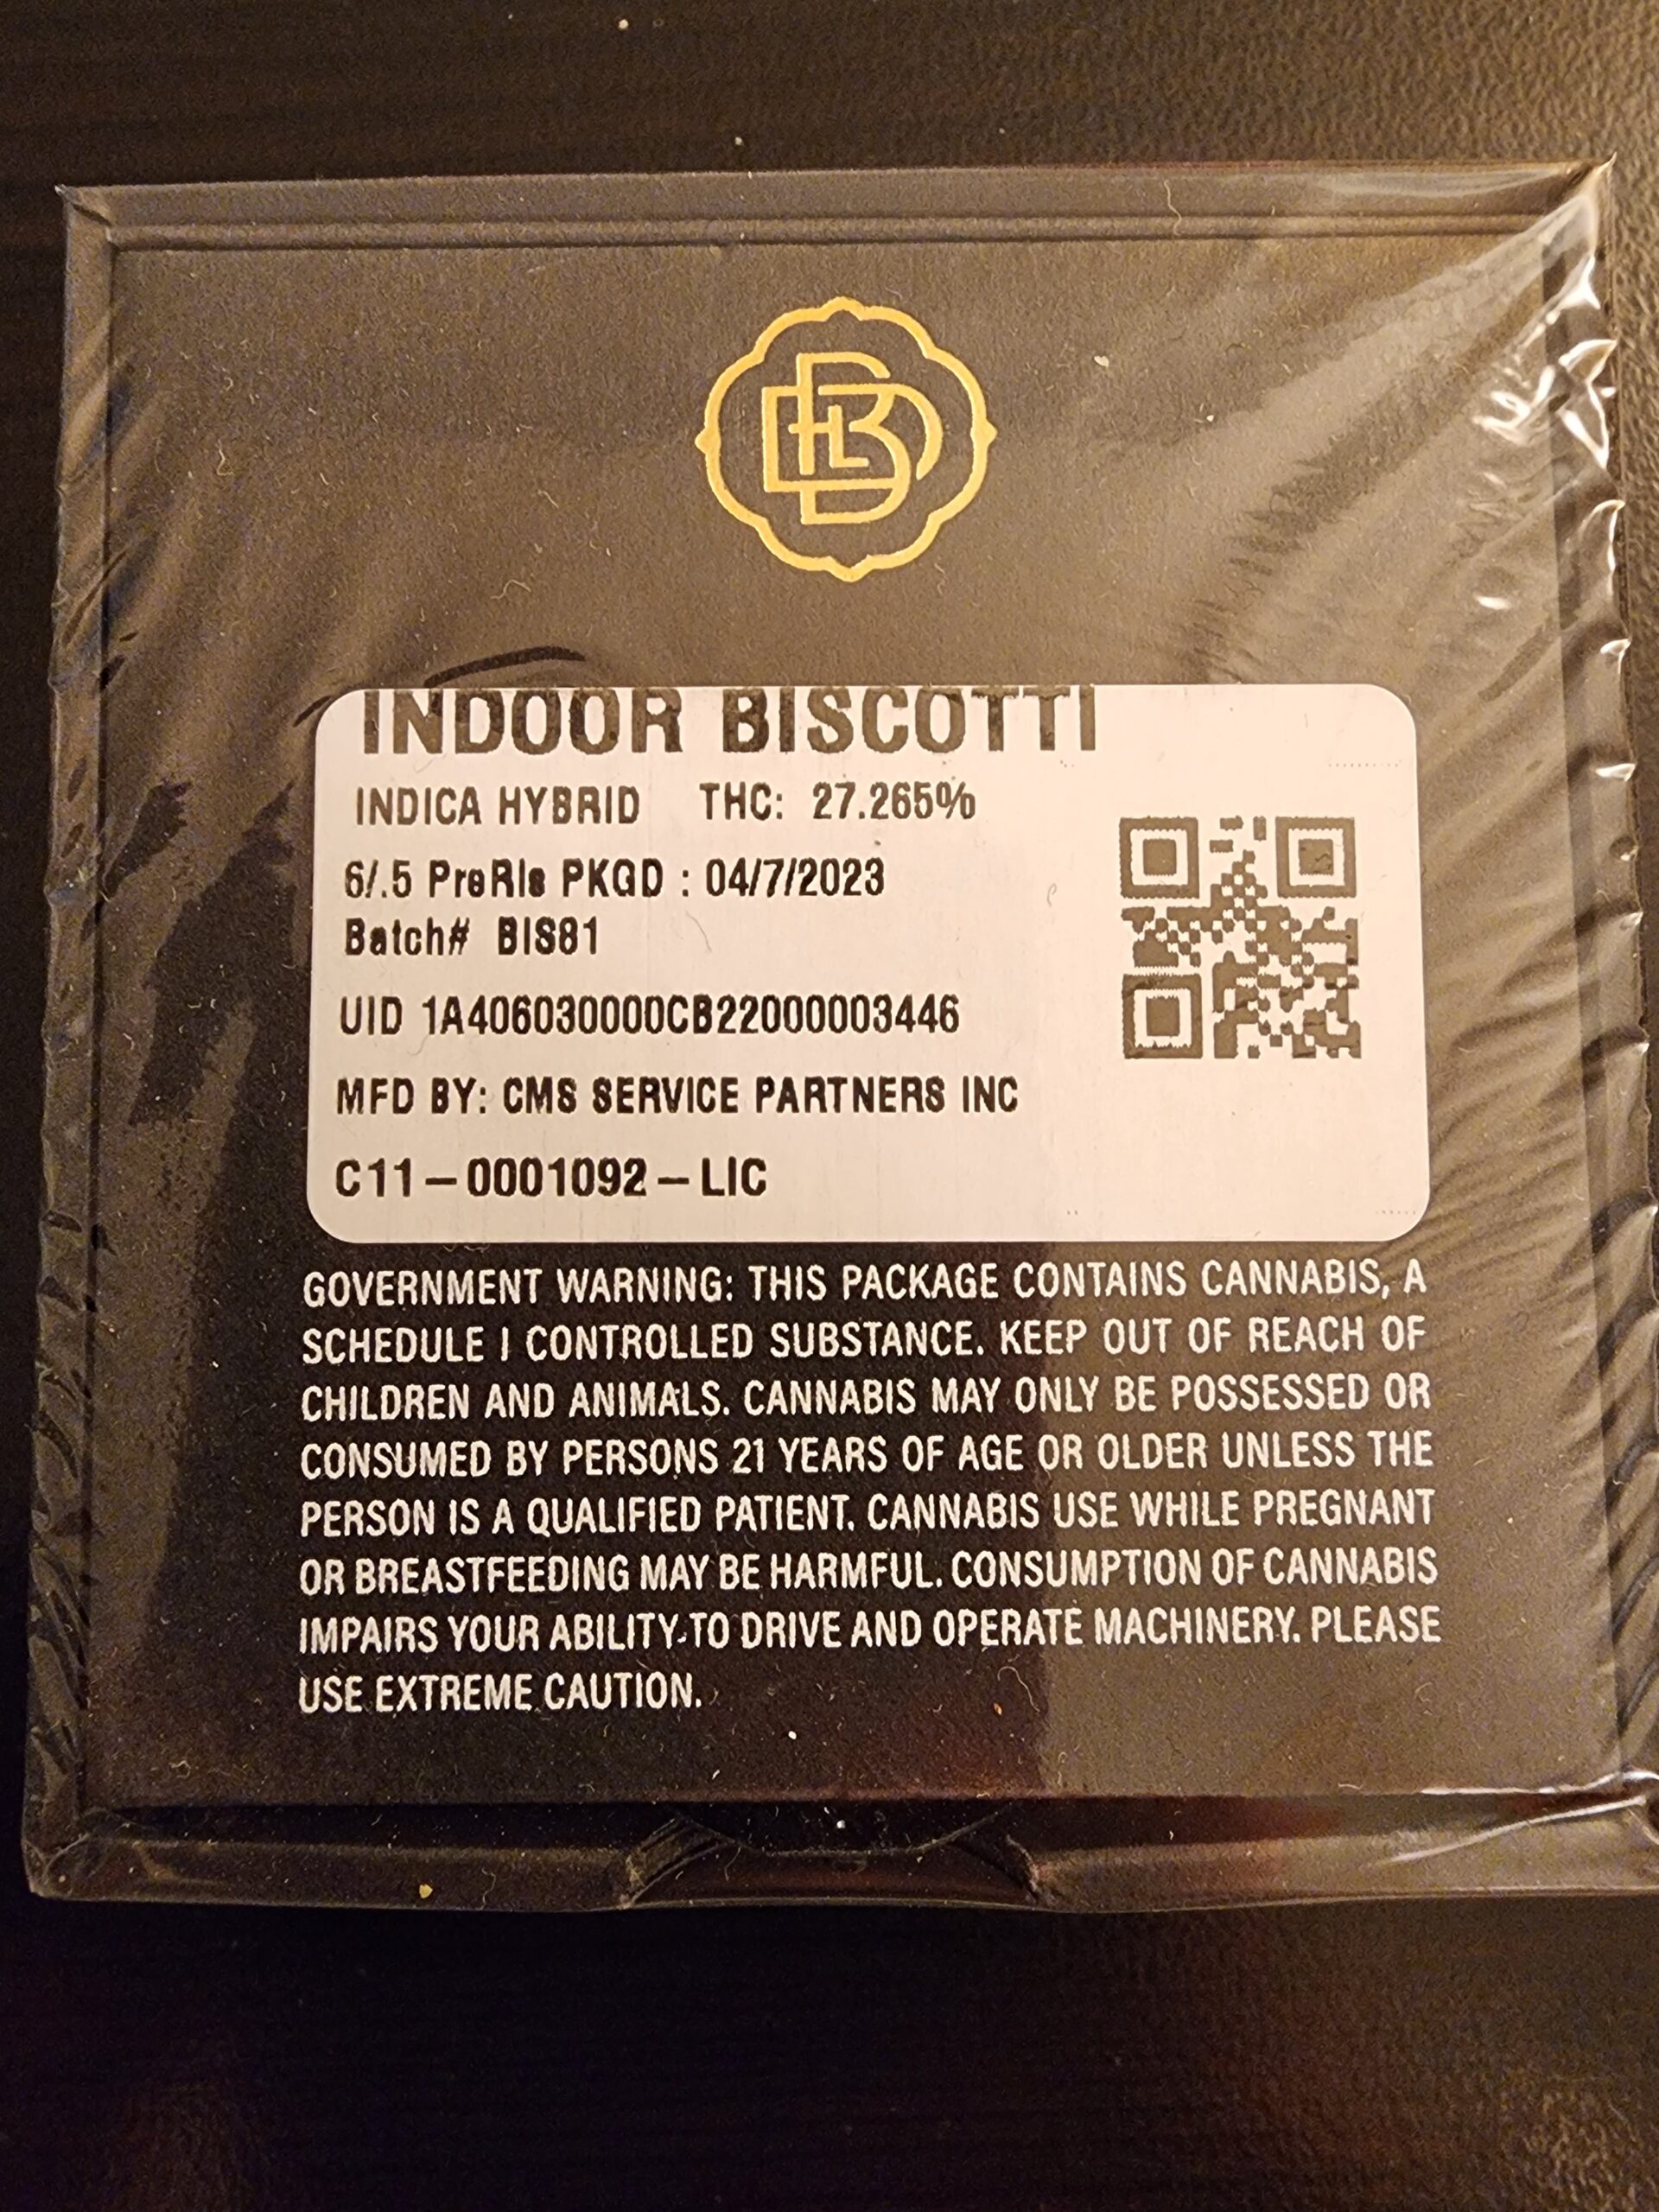 INDOOR BISCOTTI
INDICA HYBRID THC: 27.265%
6/.5 PreRls PKGD : 04/7/2023
Batch# BIS81
UID 1A406030000CB22000003446
MFD BY: CMS SERVICE PARTNERS INC
C11-0001092-LIC
GOVERNMENT WARNING: THIS PACKAGE CONTAINS CANNABIS, A
SCHEDULE I CONTROLLED SUBSTANCE. KEEP OUT OF REACH OF
CHILDREN AND ANIMALS. CANNABIS MAY ONLY BE POSSESSED OR
CONSUMED BY PERSONS 21 YEARS OF AGE OR OLDER UNLESS THE
PERSON IS A QUALIFIED PATIENT. CANNABIS USE WHILE PREGNANT
OR BREASTFEEDING MAY BE HARMFUL. CONSUMPTION OF CANNABIS
IMPAIRS YOUR ABILITY TO DRIVE AND OPERATE MACHINERY. PLEASE
USE EXTREME CAUTION.